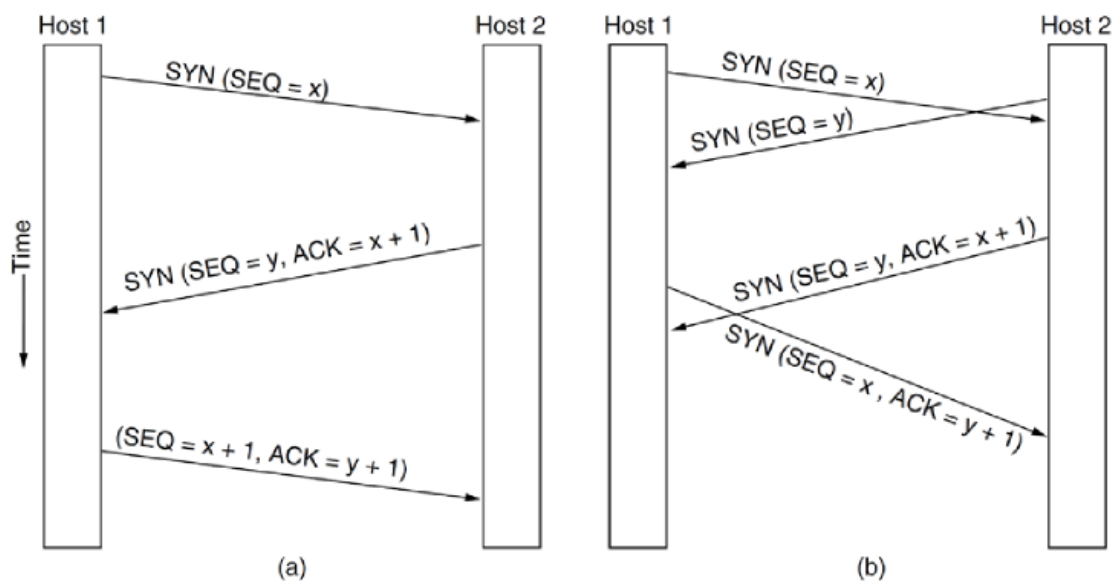 Host 1
Host 2
SYN (SEQ = x)
SYN (SEQ = y, ACK = x + 1)
(SEQ = x + 1, ACK = y + 1)
Time
(a)
Host 1
Host 2
SYN (SEQ = x)
SYN (SEQ = y)
SYN (SEQ = y, ACK = x + 1)
SYN (SEQ = x , ACK = y + 1)
(b)